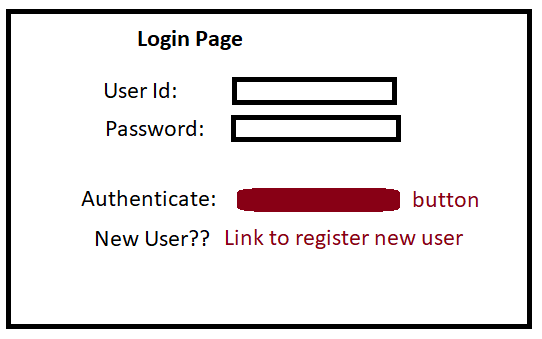 Login Page
User Id:
Password:
Authenticate: button
New User?? Link to register new user